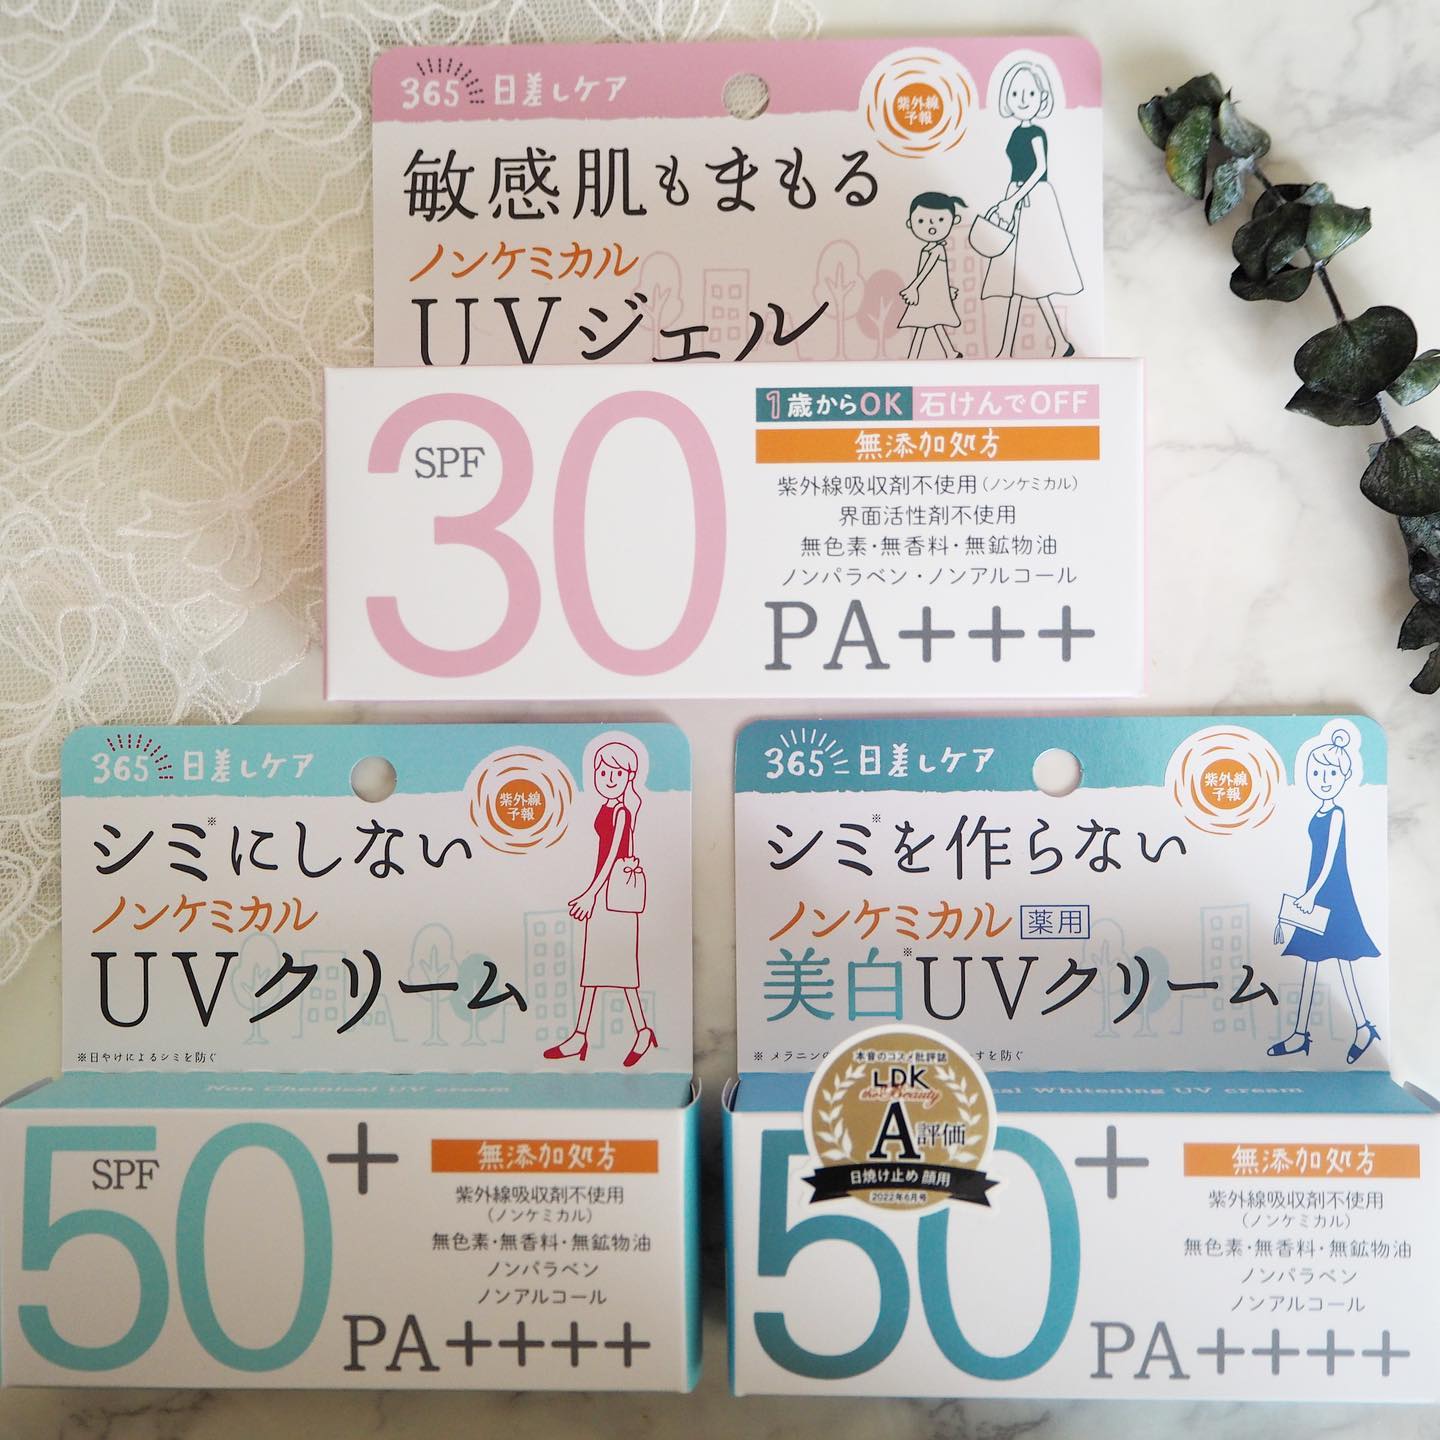 365 日差しケア
紫外線
予報
敏感肌もまもる
ノンケミカル
UVジェル
SPF
30
1歳からOK 石けんでOFF
無添加処方
紫外線吸収剤不使用(ノンケミカル)
界面活性剤不使用
無色素・無香料・無鉱物油
ノンパラベン・ノンアルコール
PA+++
365 日差しケア
紫外線
予報
シミ※にしない
ノンケミカル
UVクリーム
※日やけによるシミを防ぐ
Non Chemical UV cream
SPF
50+
無添加処方
紫外線吸収剤不使用
(ノンケミカル)
無色素・無香料・無鉱物油
ノンパラベン
ノンアルコール
PA++++
365 日差しケア
紫外線
予報
シミ※を作らない
ノンケミカル 薬用
美白※UVクリーム
※ メラニンの すを防ぐ
Whitening UV cream
本音のコスメ批評誌
LDK
the Beauty
A評価
日焼け止め 顔用
2022年6月号
50+
無添加処方
紫外線吸収剤不使用
(ノンケミカル)
無色素・無香料・無鉱物油
ノンパラベン
ノンアルコール
PA++++